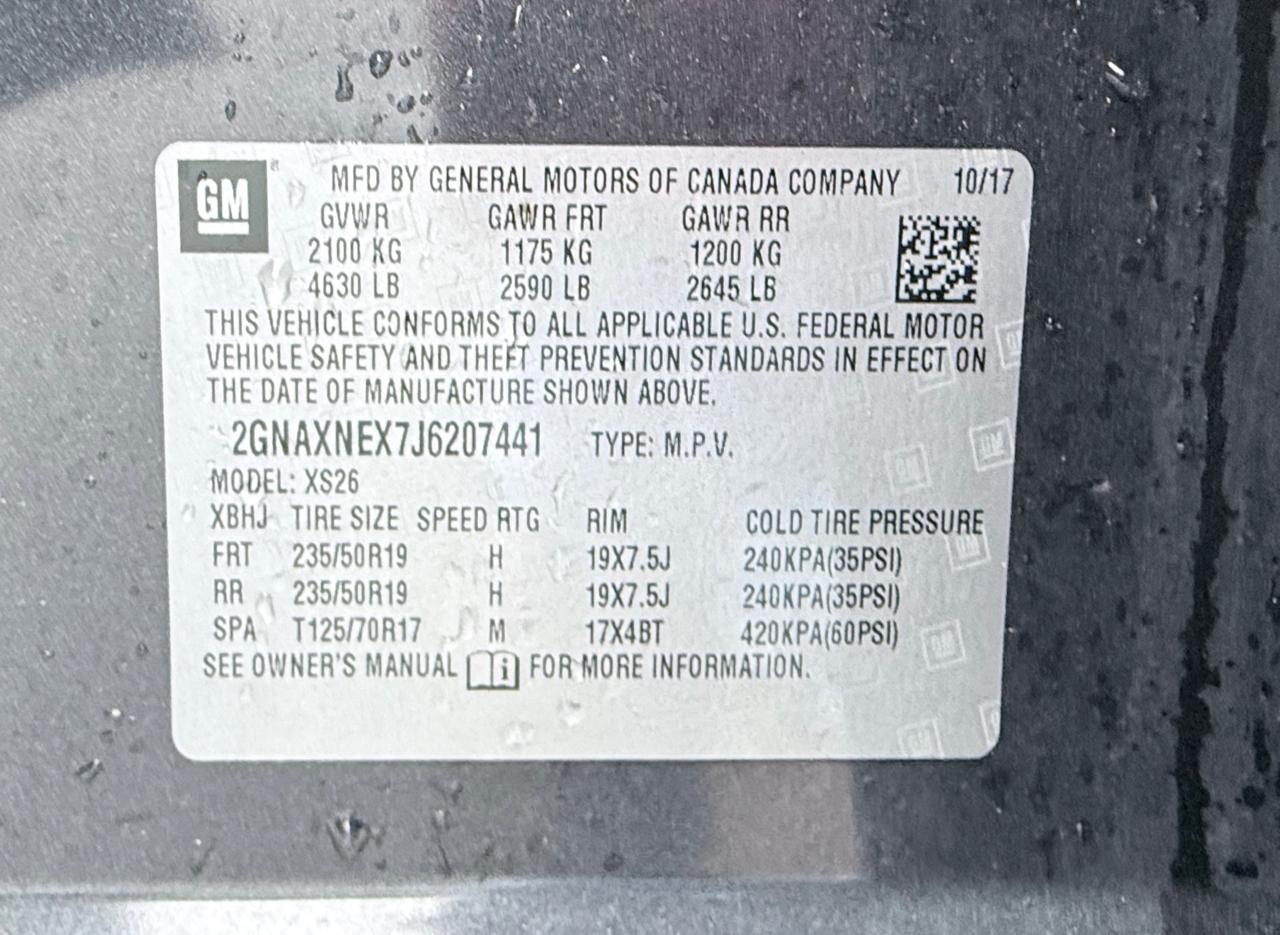 GM
MFD BY GENERAL MOTORS OF CANADA COMPANY 10/17
GVWR GAWR FRT GAWR RR
2100 KG 1175 KG 1200 KG
4630 LB 2590 LB 2645 LB
THIS VEHICLE CONFORMS TO ALL APPLICABLE U.S. FEDERAL MOTOR
VEHICLE SAFETY AND THEFT PREVENTION STANDARDS IN EFFECT ON
THE DATE OF MANUFACTURE SHOWN ABOVE.
2GNAXNEX7J6207441 TYPE: M.P.V.
MODEL: XS26
XBHJ TIRE SIZE SPEED RTG RIM COLD TIRE PRESSURE
FRT 235/50R19 H 19X7.5J 240KPA(35PSI)
RR 235/50R19 H 19X7.5J 240KPA(35PSI)
SPA T125/70R17 M 17X4BT 420KPA(60PSI)
SEE OWNER'S MANUAL i FOR MORE INFORMATION.